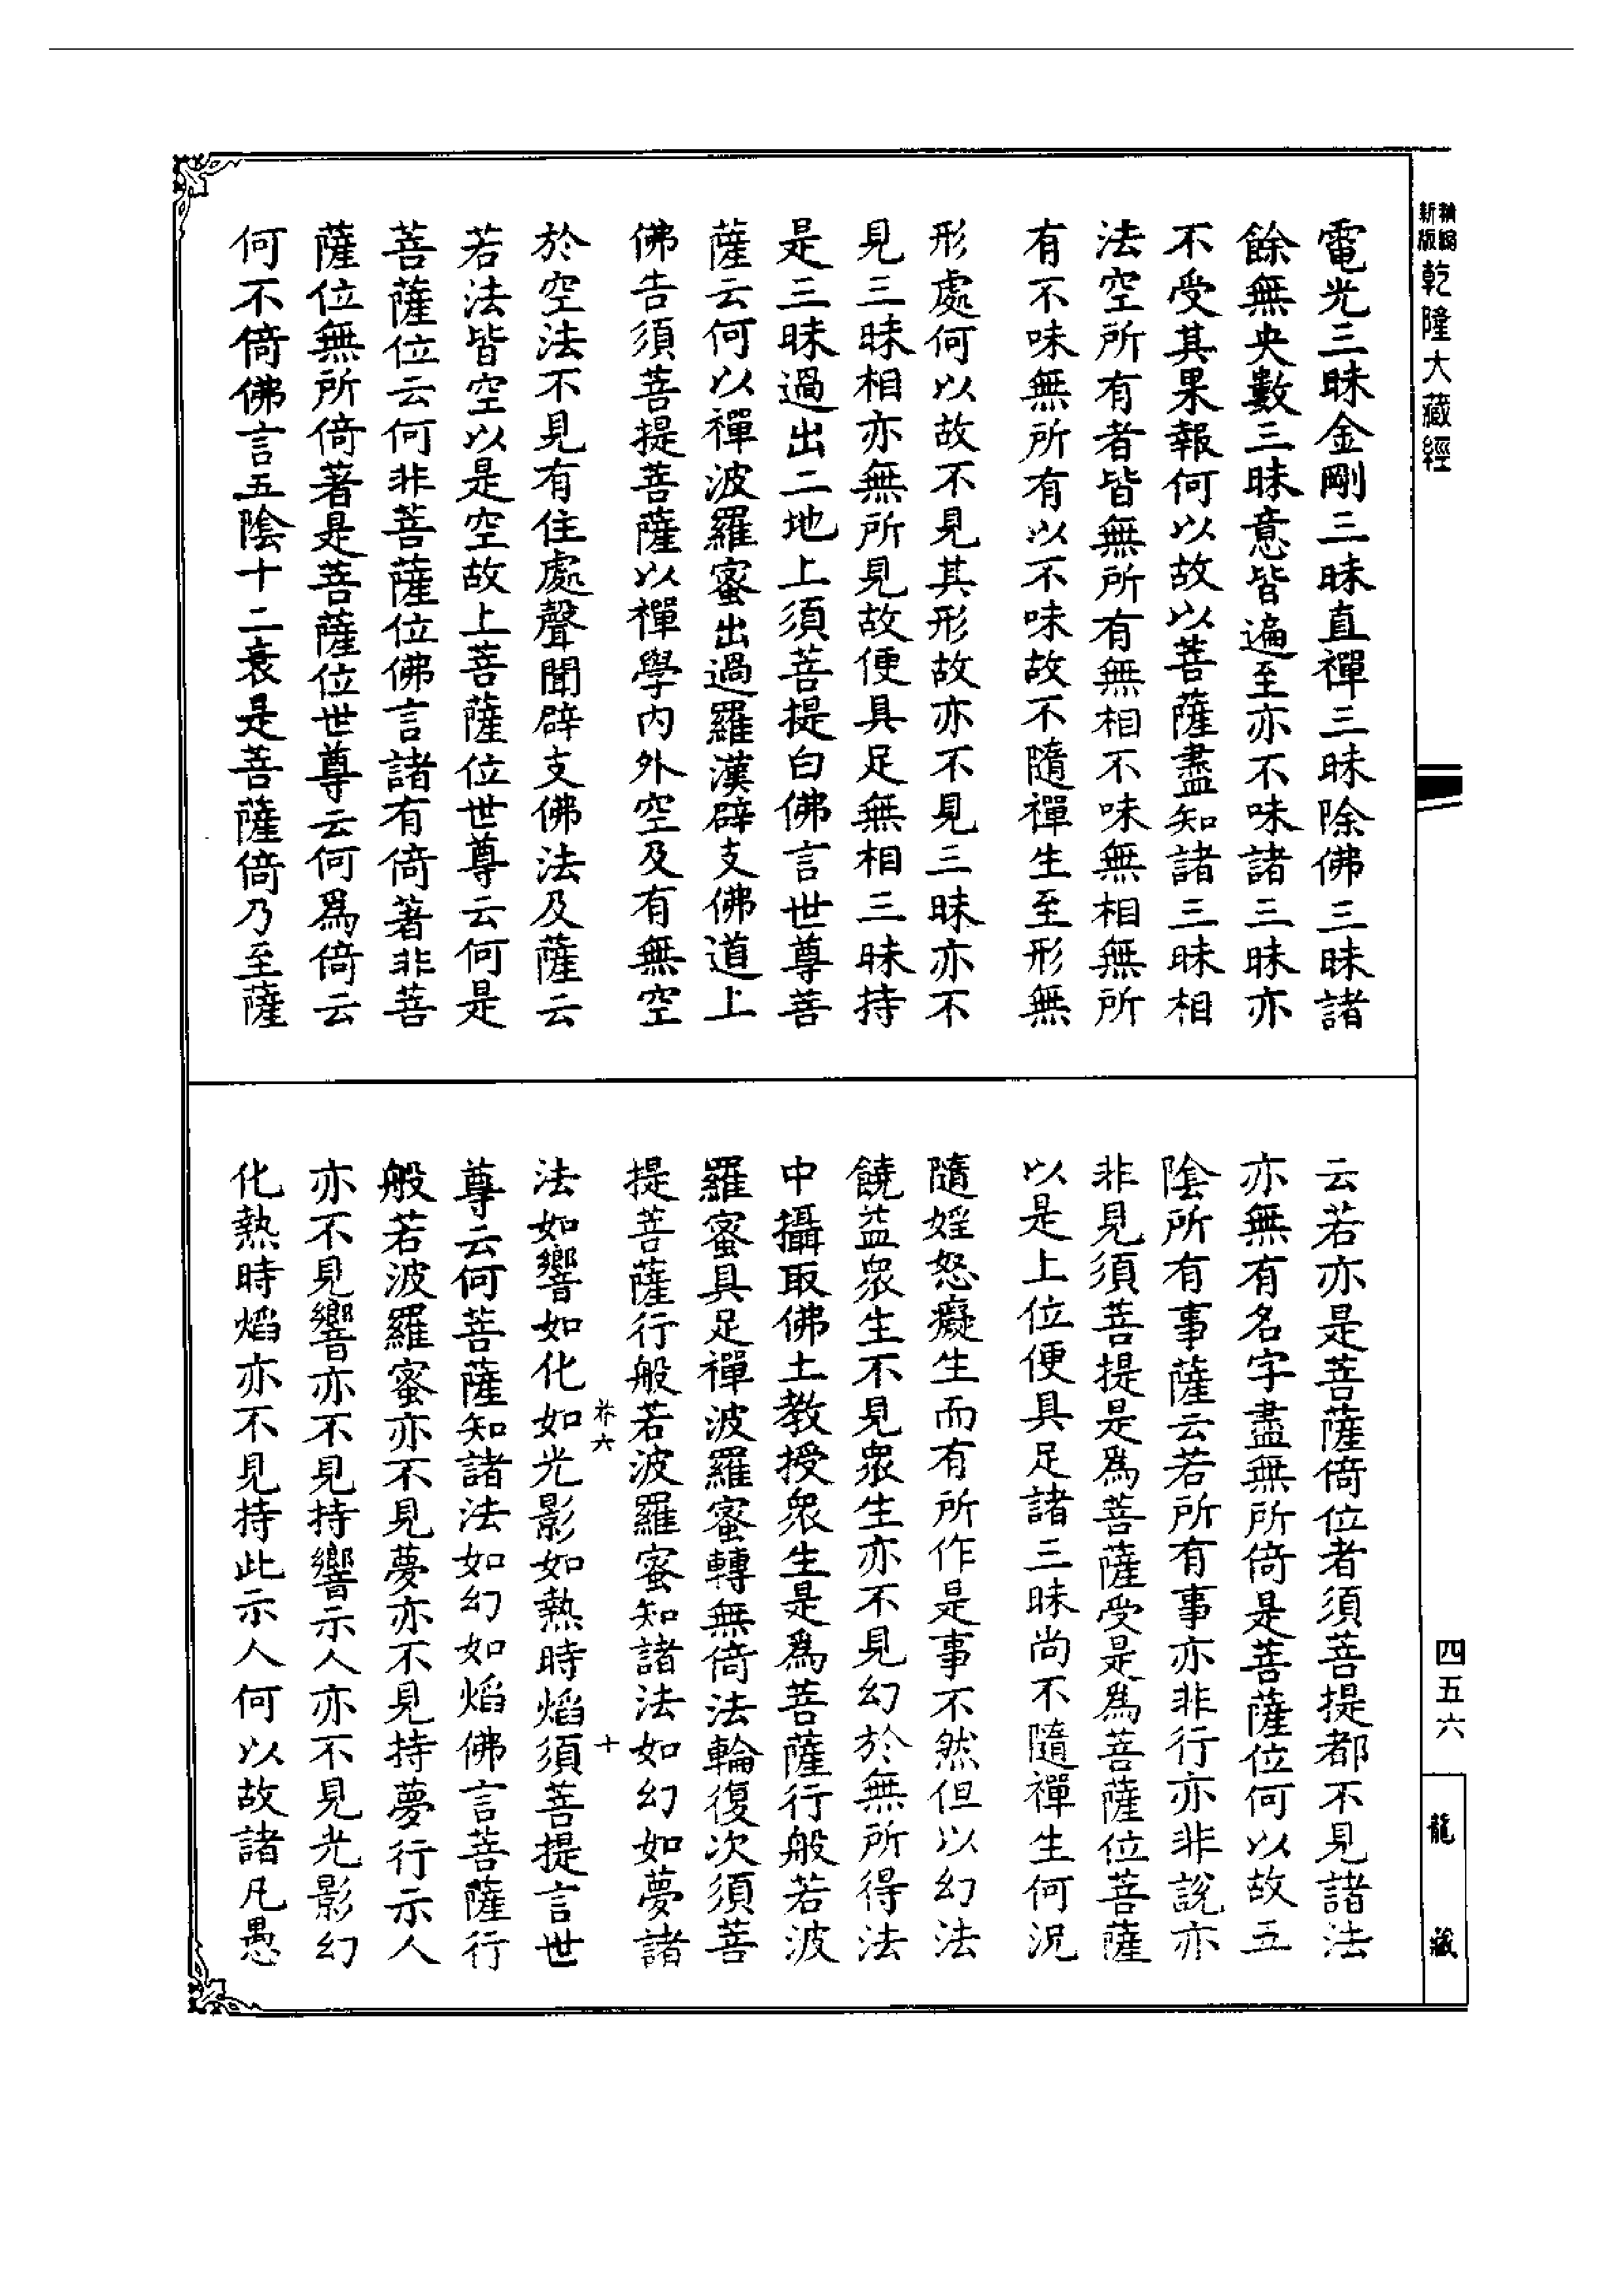 新版
乾隆大藏經
電光三昧金剛三昧直禪三昧除佛三昧諸
餘無央數三昧意皆遍至亦不味諸三昧亦
不受其果報何以故以菩薩盡知諸三昧相
法空所有者皆無所有無相不味無相無所
有不味無所有以不味故不隨禪生至形無
形處何以故不見其形故亦不見三昧亦不
見三昧相亦無所見故便具足無相三昧持
是三昧過出二地上須菩提白佛言世尊菩
薩云何以禪波羅蜜出過羅漢辟支佛道上
佛告須菩提菩薩以禪學內外空及有無空
於空法不見有住處聲聞辟支佛法及薩云
若法皆空以是空故上菩薩位世尊云何是
菩薩位云何非菩薩位佛言諸有倚著非菩
薩位無所倚著是菩薩位世尊云何為倚云
何不倚佛言五陰十二衰是菩薩倚乃至薩
云若亦是菩薩倚位者須菩提都不見諸法
亦無有名字盡無所倚是菩薩位何以故五
陰所有事薩云若所有事亦非行亦非說亦
非見須菩提是為菩薩受是為菩薩位菩薩
以是上位便具足諸三昧尚不隨禪生何況
隨婬怒癡生而有所作是事不然但以幻法
饒益眾生不見眾生亦不見幻於無所得法
中攝取佛土教授眾生是為菩薩行般若波
羅蜜具足禪波羅蜜轉無倚法輪復次須菩
提菩薩行般若波羅蜜知諸法如幻如夢諸
卷六
十
法如響如化如光影如熱時焰須菩提言世
尊云何菩薩知諸法如幻如焰佛言菩薩行
般若波羅蜜亦不見夢亦不見持夢行示人
亦不見響亦不見持響示人亦不見光影幻
化熱時焰亦不見持此示人何以故諸凡愚
四五六
龍藏